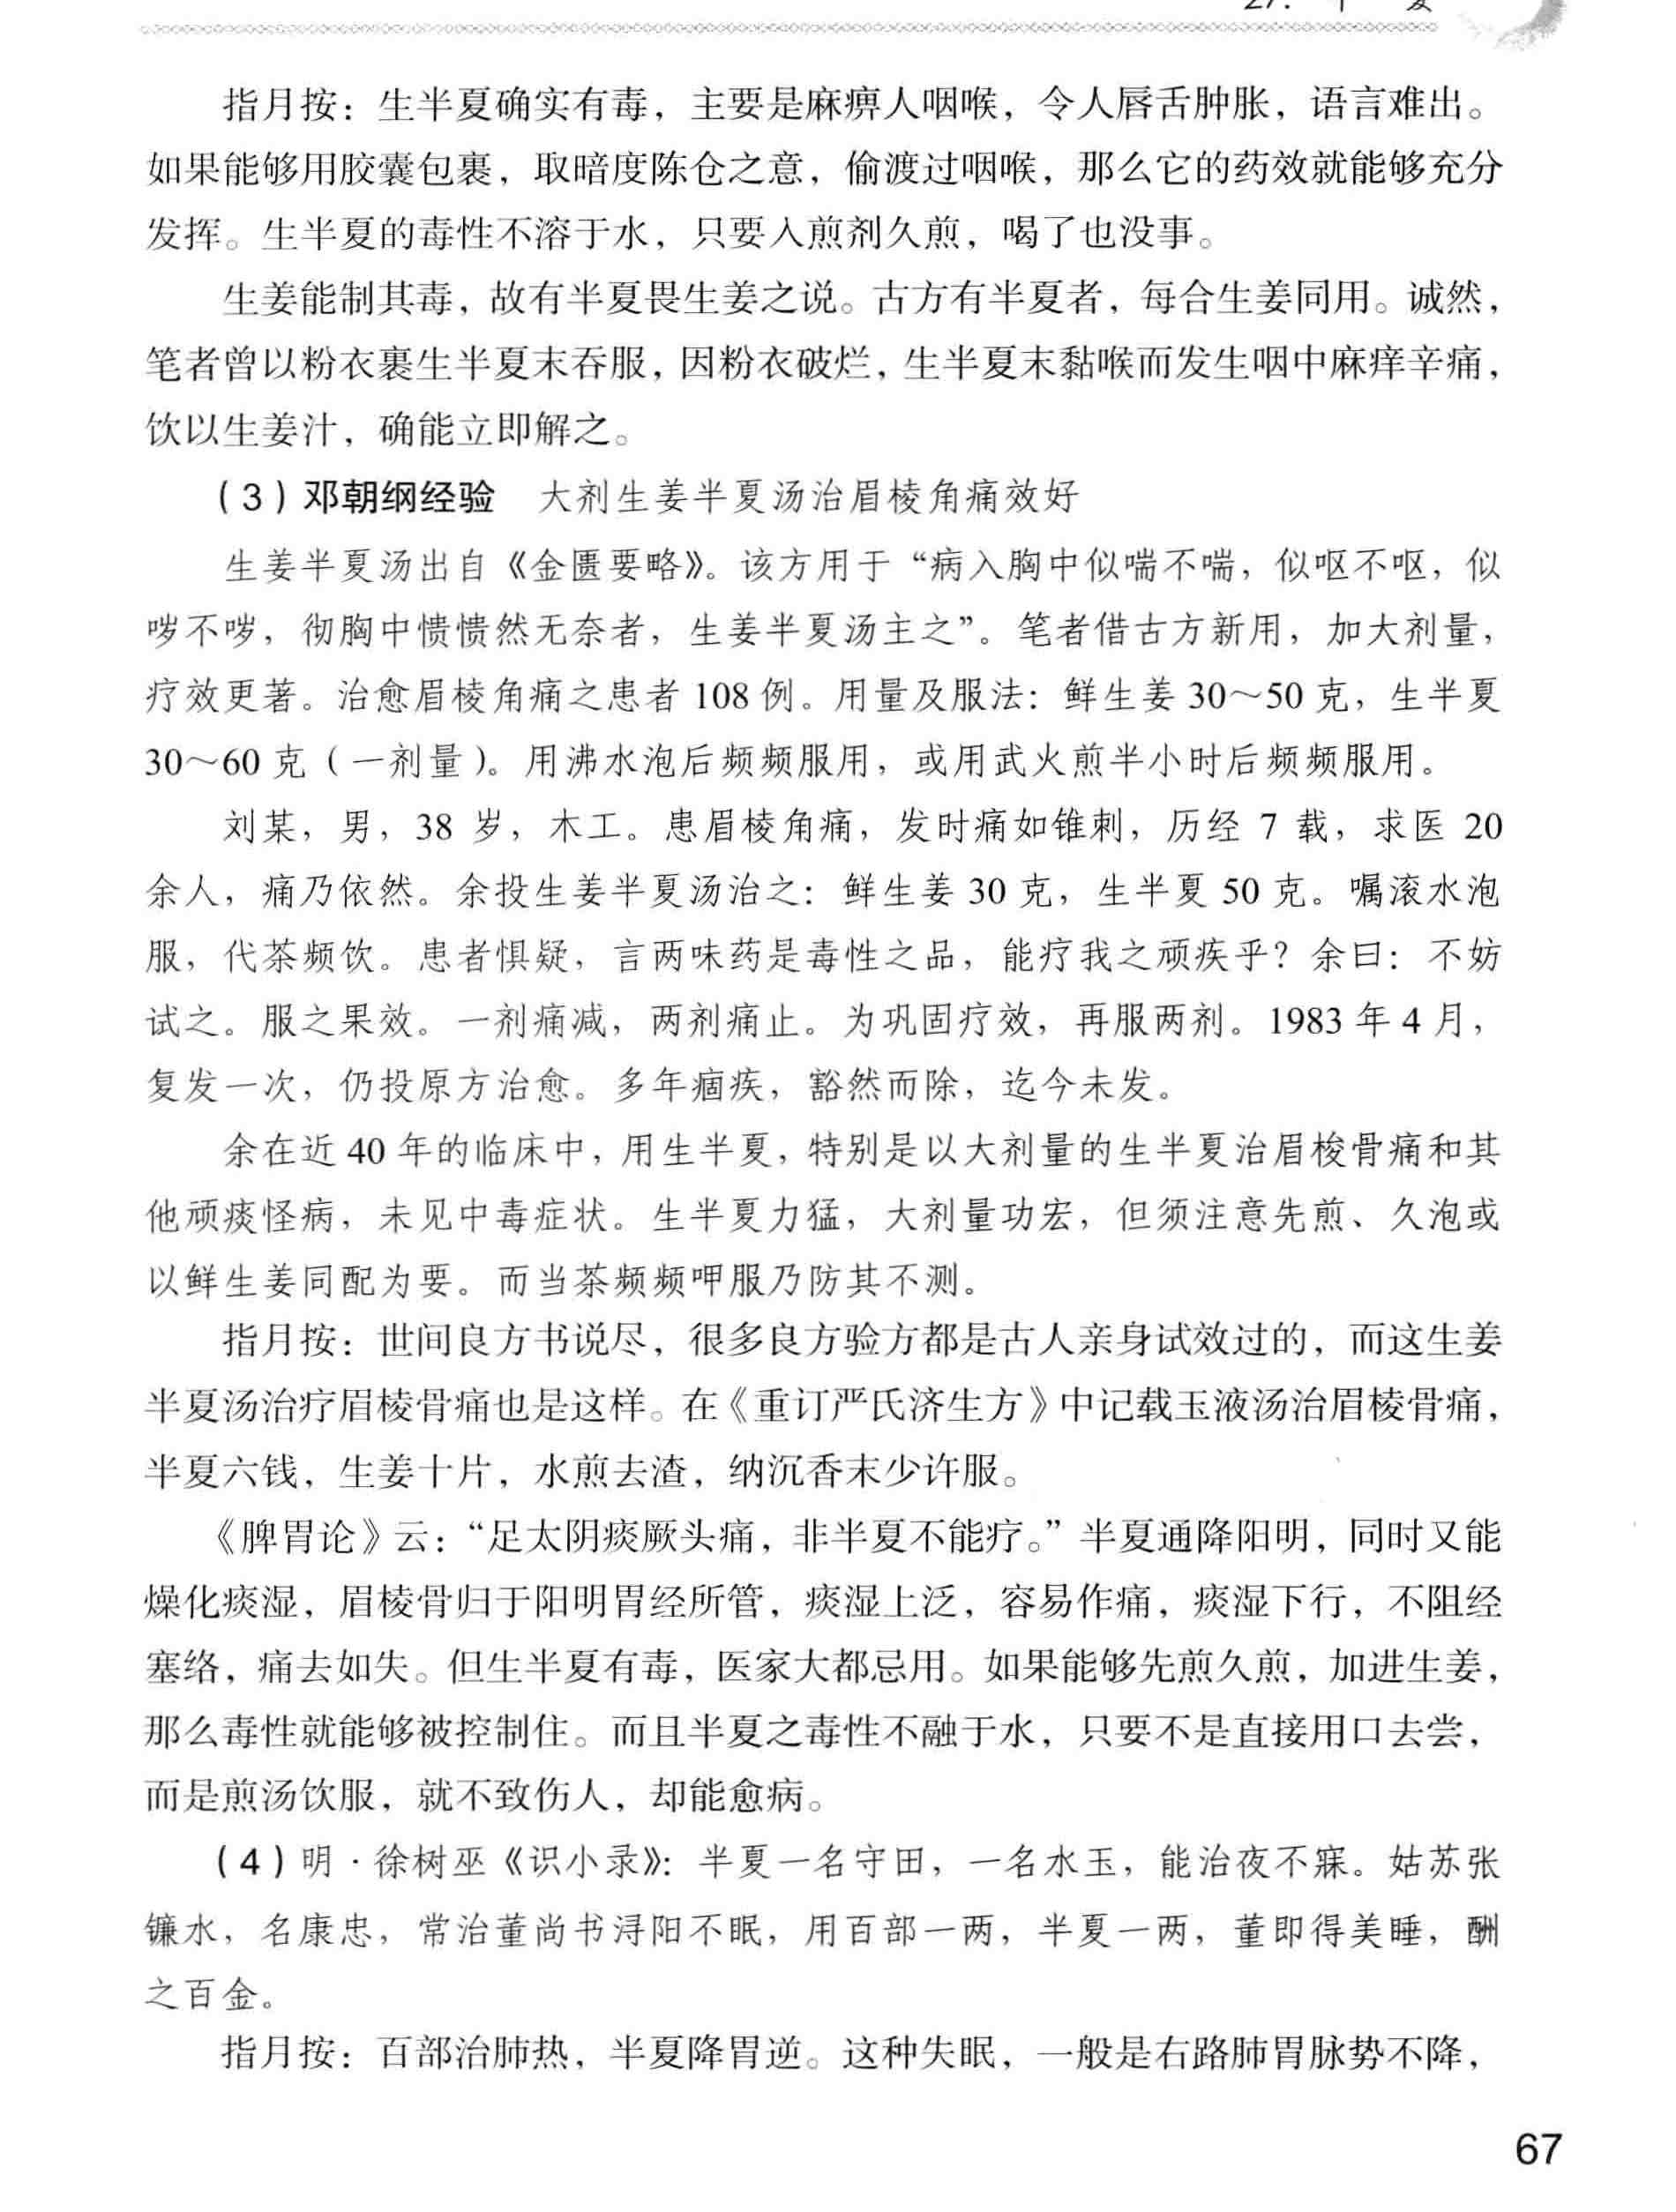 指月按：生半夏确实有毒，主要是麻痹人咽喉，令人唇舌肿胀，语言难出。
如果能够用胶囊包裹，取暗度陈仓之意，偷渡过咽喉，那么它的药效就能够充分
发挥。生半夏的毒性不溶于水，只要入煎剂久煎，喝了也没事。
生姜能制其毒，故有半夏畏生姜之说。古方有半夏者，每合生姜同用。诚然，
笔者曾以粉衣裹生半夏末吞服，因粉衣破烂，生半夏末黏喉而发生咽中麻痒辛痛，
饮以生姜汁，确能立即解之。
（3）邓朝纲经验　大剂生姜半夏汤治眉棱角痛效好
生姜半夏汤出自《金匮要略》。该方用于“病入胸中似喘不喘，似呕不呕，似
哕不哕，彻胸中愦愦然无奈者，生姜半夏汤主之”。笔者借古方新用，加大剂量，
疗效更著。治愈眉棱角痛之患者 108 例。用量及服法：鲜生姜 30～50 克，生半夏
30～60 克（一剂量）。用沸水泡后频频服用，或用武火煎半小时后频频服用。
刘某，男，38 岁，木工。患眉棱角痛，发时痛如锥刺，历经 7 载，求医 20
余人，痛乃依然。余投生姜半夏汤治之：鲜生姜 30 克，生半夏 50 克。嘱滚水泡
服，代茶频饮。患者惧疑，言两味药是毒性之品，能疗我之顽疾乎？余曰：不妨
试之。服之果效。一剂痛减，两剂痛止。为巩固疗效，再服两剂。1983 年 4 月，
复发一次，仍投原方治愈。多年痼疾，豁然而除，迄今未发。
余在近 40 年的临床中，用生半夏，特别是以大剂量的生半夏治眉梭骨痛和其
他顽痰怪病，未见中毒症状。生半夏力猛，大剂量功宏，但须注意先煎、久泡或
以鲜生姜同配为要。而当茶频频呷服乃防其不测。
指月按：世间良方书说尽，很多良方验方都是古人亲身试效过的，而这生姜
半夏汤治疗眉棱骨痛也是这样。在《重订严氏济生方》中记载玉液汤治眉棱骨痛，
半夏六钱，生姜十片，水煎去渣，纳沉香末少许服。
《脾胃论》云：“足太阴痰厥头痛，非半夏不能疗。”半夏通降阳明，同时又能
燥化痰湿，眉棱骨归于阳明胃经所管，痰湿上泛，容易作痛，痰湿下行，不阻经
塞络，痛去如失。但生半夏有毒，医家大都忌用。如果能够先煎久煎，加进生姜，
那么毒性就能够被控制住。而且半夏之毒性不融于水，只要不是直接用口去尝，
而是煎汤饮服，就不致伤人，却能愈病。
（4）明·徐树巫《识小录》：半夏一名守田，一名水玉，能治夜不寐。姑苏张
镰水，名康忠，常治董尚书浔阳不眠，用百部一两，半夏一两，董即得美睡，酬
之百金。
指月按：百部治肺热，半夏降胃逆。这种失眠，一般是右路肺胃脉势不降，
67